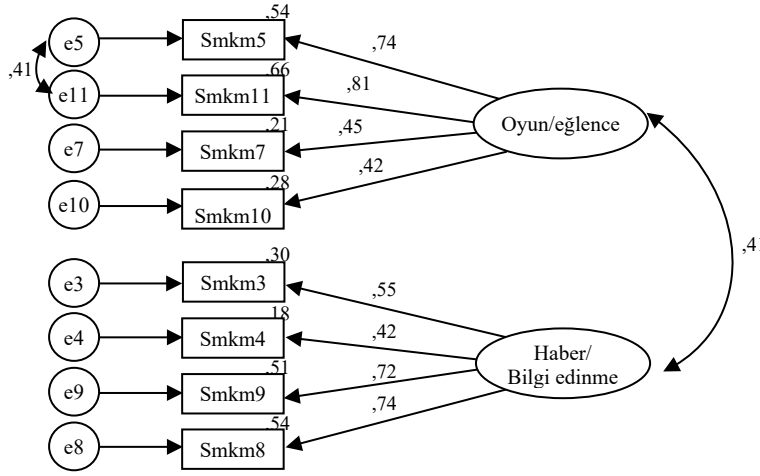 ,54
e5
Smkm5
,74
,41
,66
e11
Smkm11
,81
Oyun/eğlence
,21
e7
Smkm7
,45
,28
e10
Smkm10
,42
,41
,30
e3
Smkm3
,55
,18
e4
Smkm4
,42
Haber/
Bilgi edinme
,51
e9
Smkm9
,72
,54
e8
Smkm8
,74